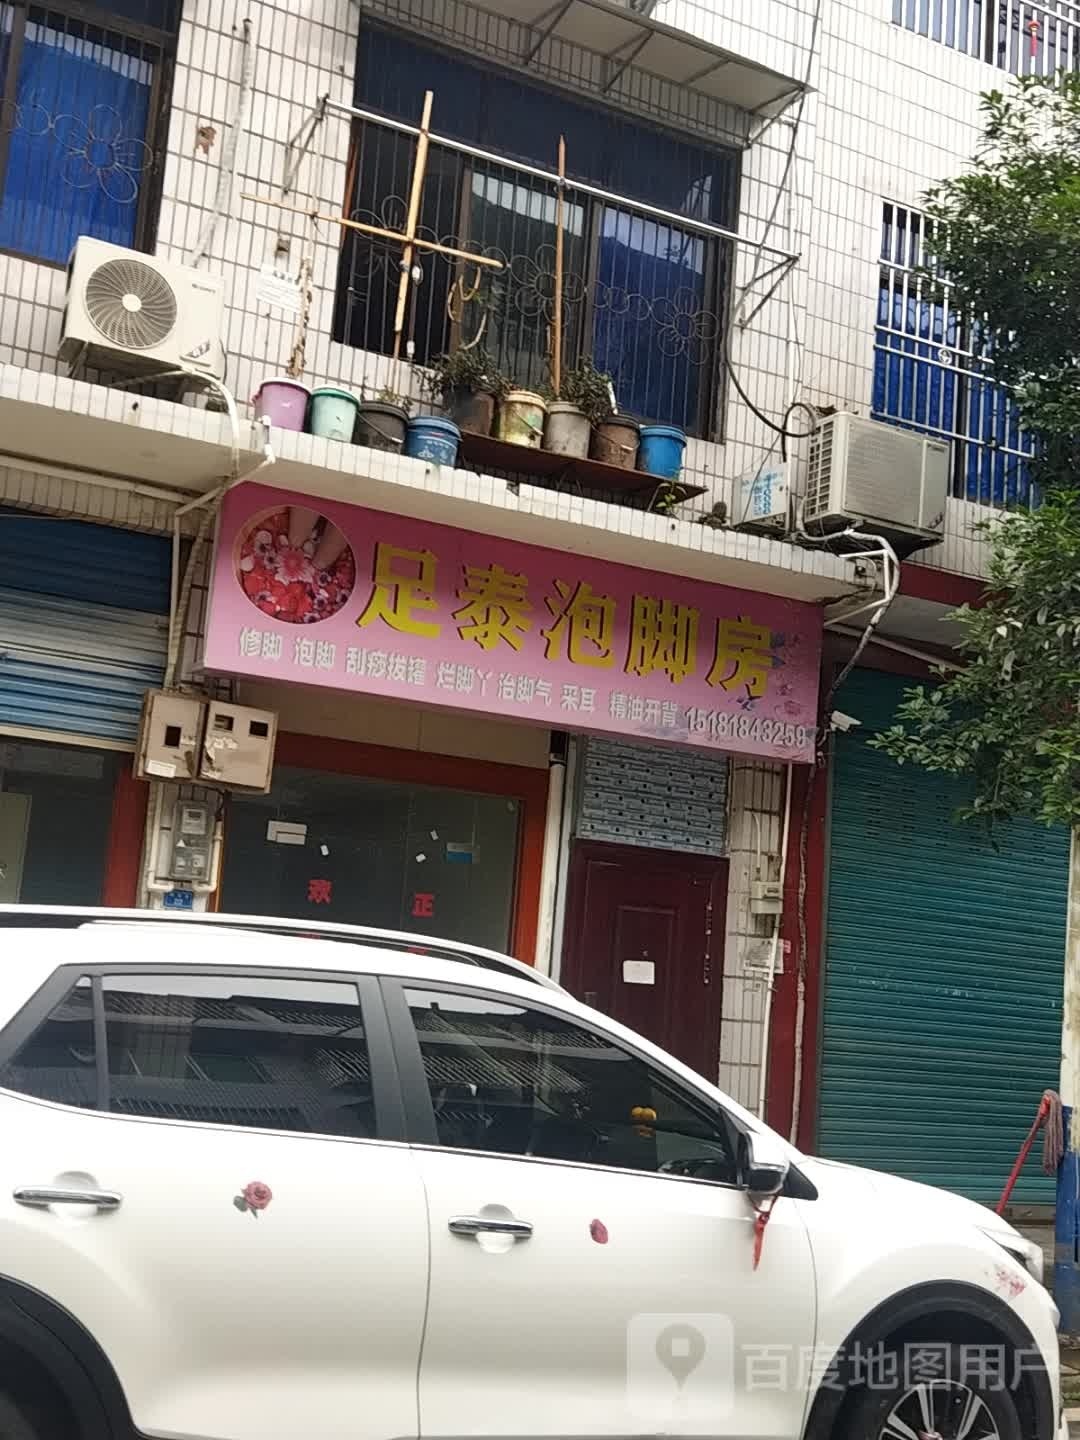 足泰泡脚房
修脚 泡脚 刮痧拔罐 烂脚丫 治脚气 采耳 精油开背 15181843259
欢 正
百度地图用户